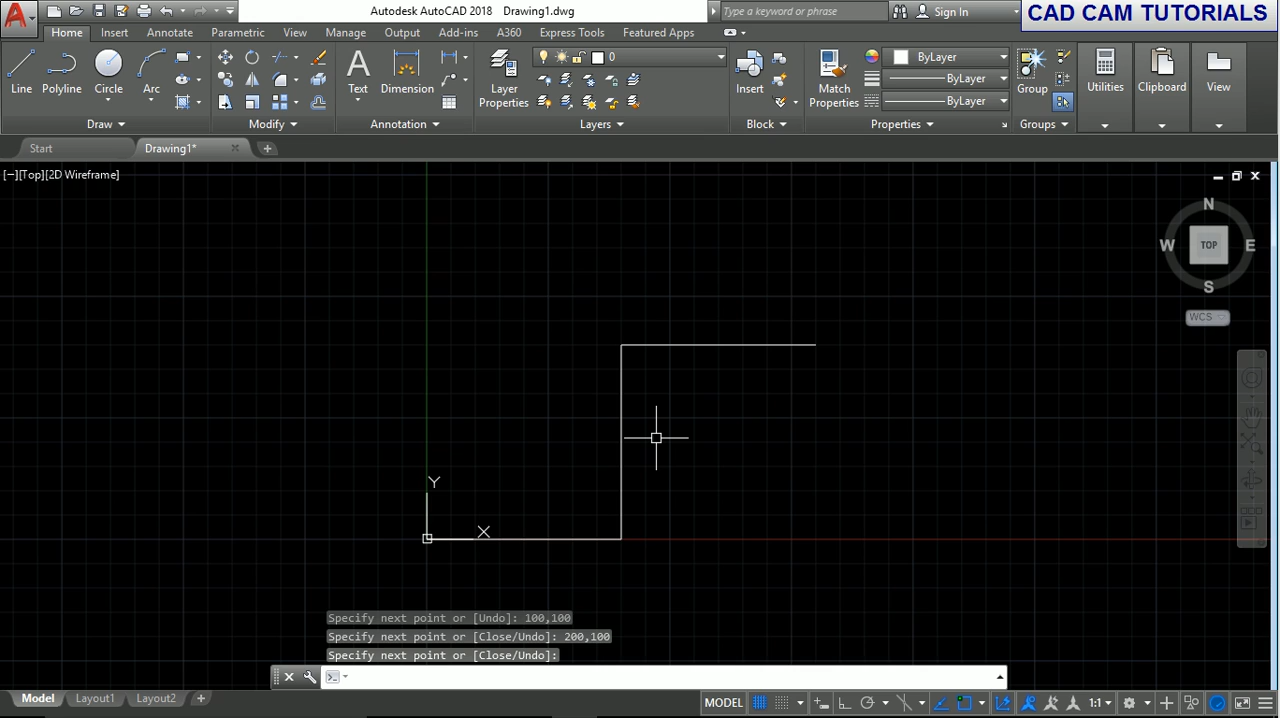 Autodesk AutoCAD 2018 Drawing1.dwg Type a keyword or phrase Sign In CAD CAM TUTORIALS
Home Insert Annotate Parametric View Manage Output Add-ins A360 Express Tools Featured Apps
0 ByLayer
ByLayer
ByLayer
Line Polyline Circle Arc Text Dimension Layer Properties Insert Match Properties Group Utilities Clipboard View
Draw Modify Annotation Layers Block Properties Groups
Start Drawing1* +
[−][Top][2D Wireframe]
N
W TOP E
S
WCS
Y
X
Specify next point or [Undo]: 100,100
Specify next point or [Close/Undo]: 200,100
Specify next point or [Close/Undo]:
Model Layout1 Layout2 + MODEL 1:1